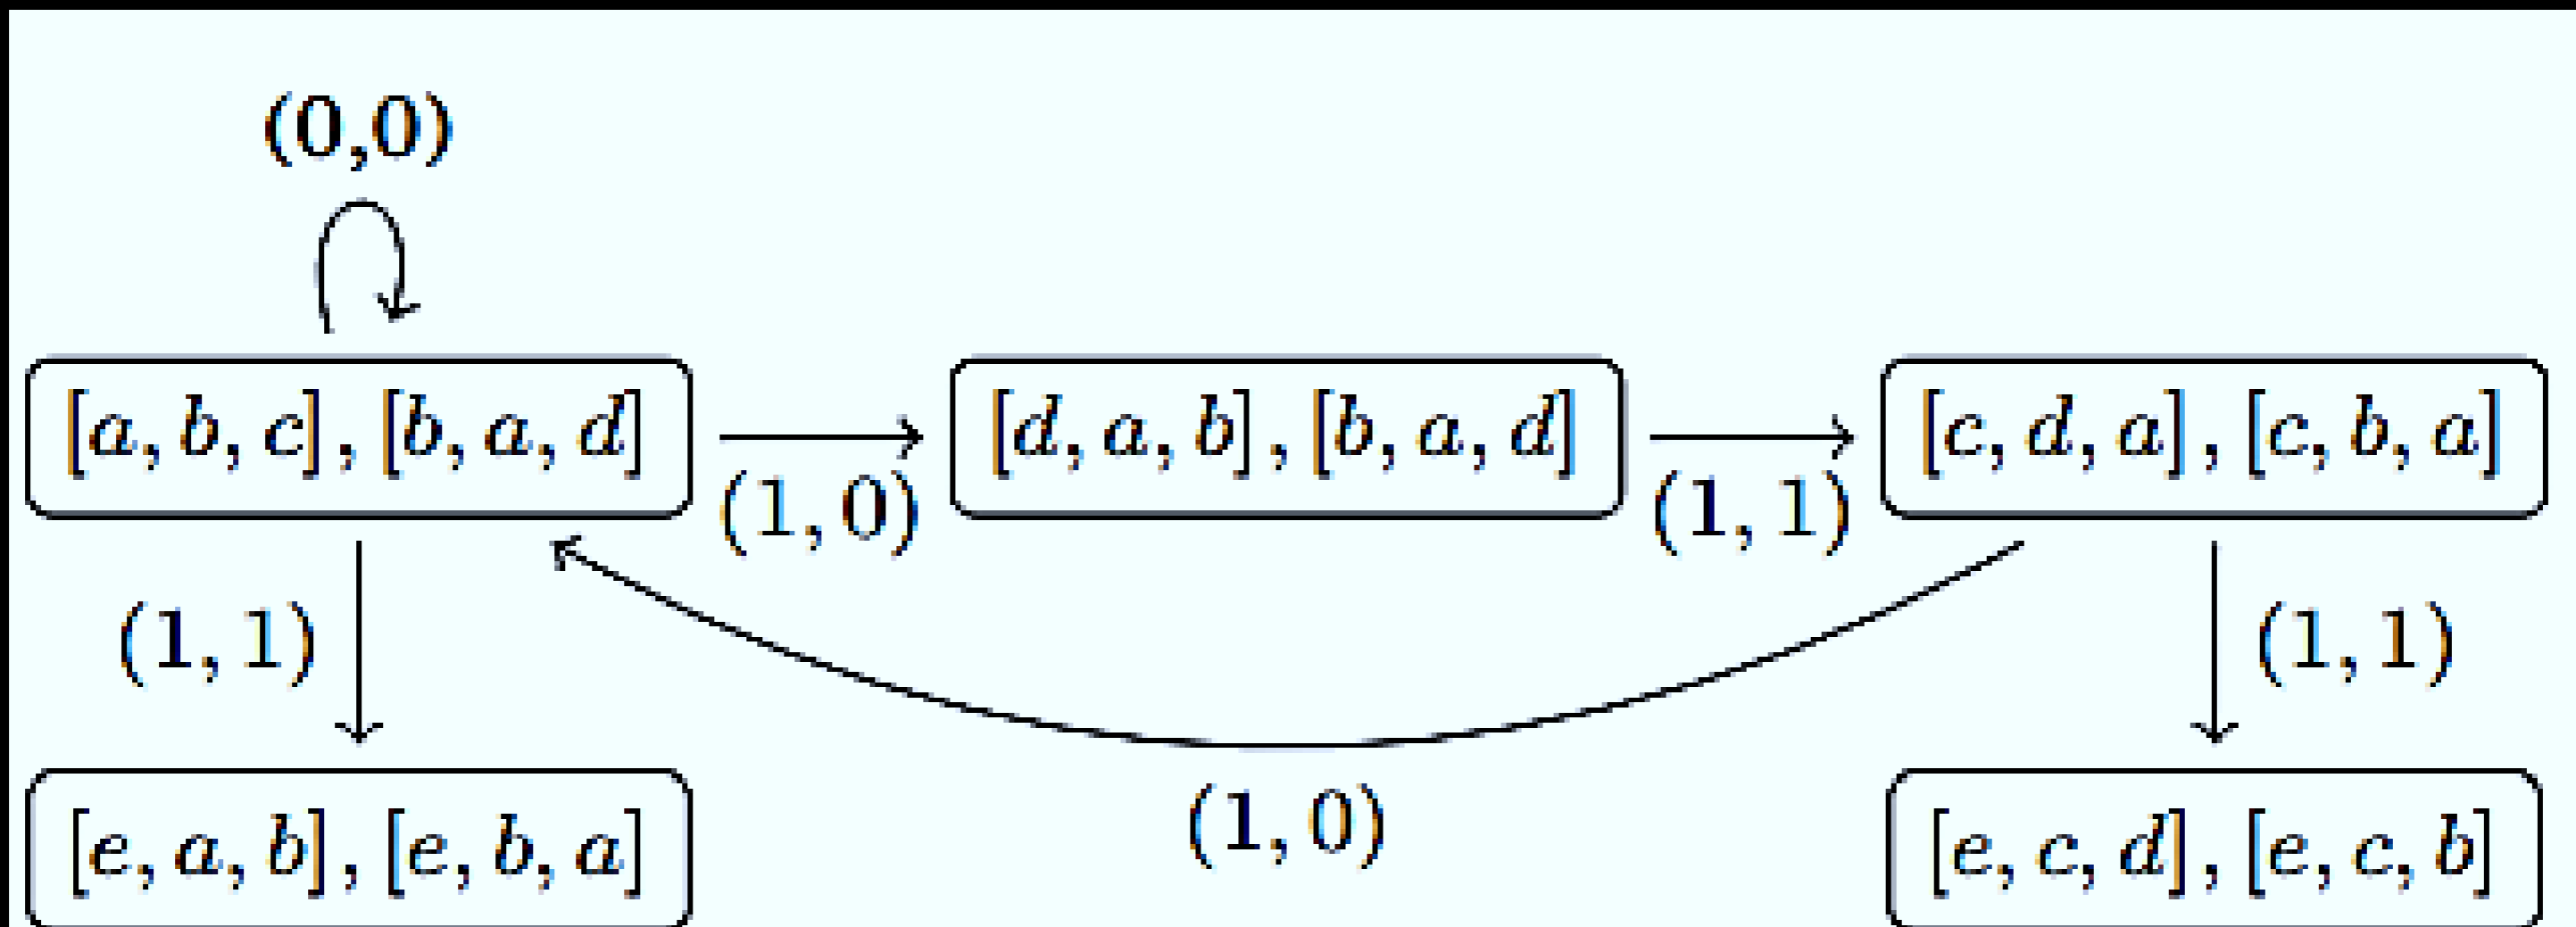 (0,0)
[a, b, c], [b, a, d]
(1, 0)
[d, a, b], [b, a, d]
(1, 1)
[c, d, a], [c, b, a]
(1, 1)
(1, 1)
(1, 0)
[e, a, b], [e, b, a]
[e, c, d], [e, c, b]